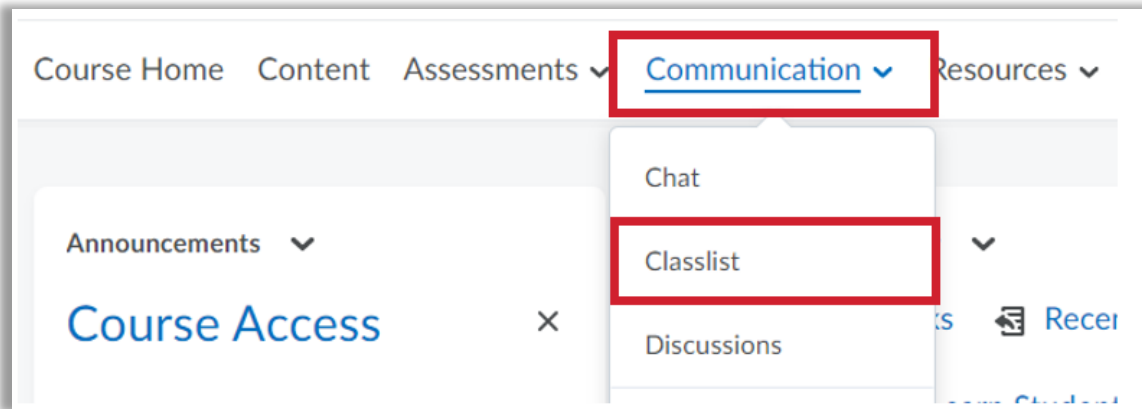 Course Home Content Assessments Communication Resources
Chat
Announcements
Classlist
Course Access
Discussions